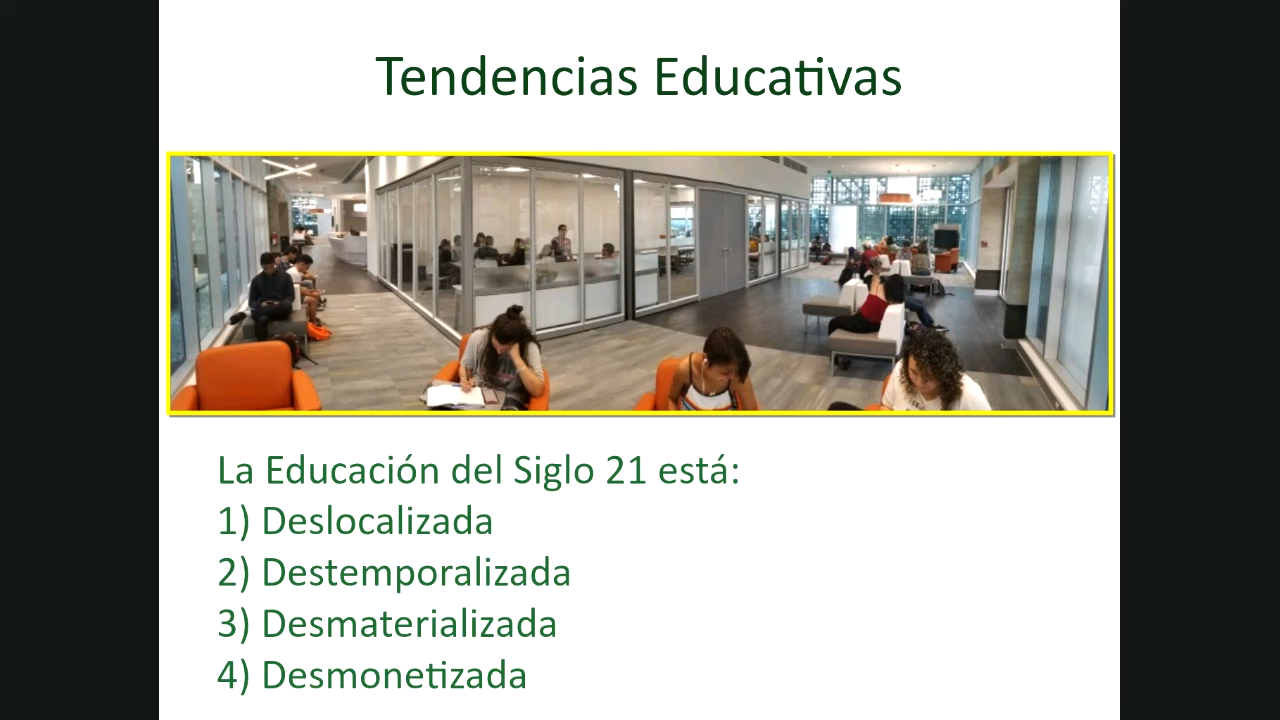 Tendencias Educativas
La Educación del Siglo 21 está:
1) Deslocalizada
2) Destemporalizada
3) Desmaterializada
4) Desmonetizada